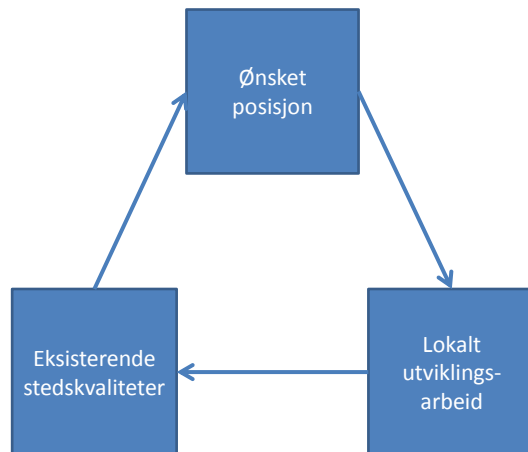 Ønsket
posisjon
Eksisterende
stedskvaliteter
Lokalt
utviklings-
arbeid